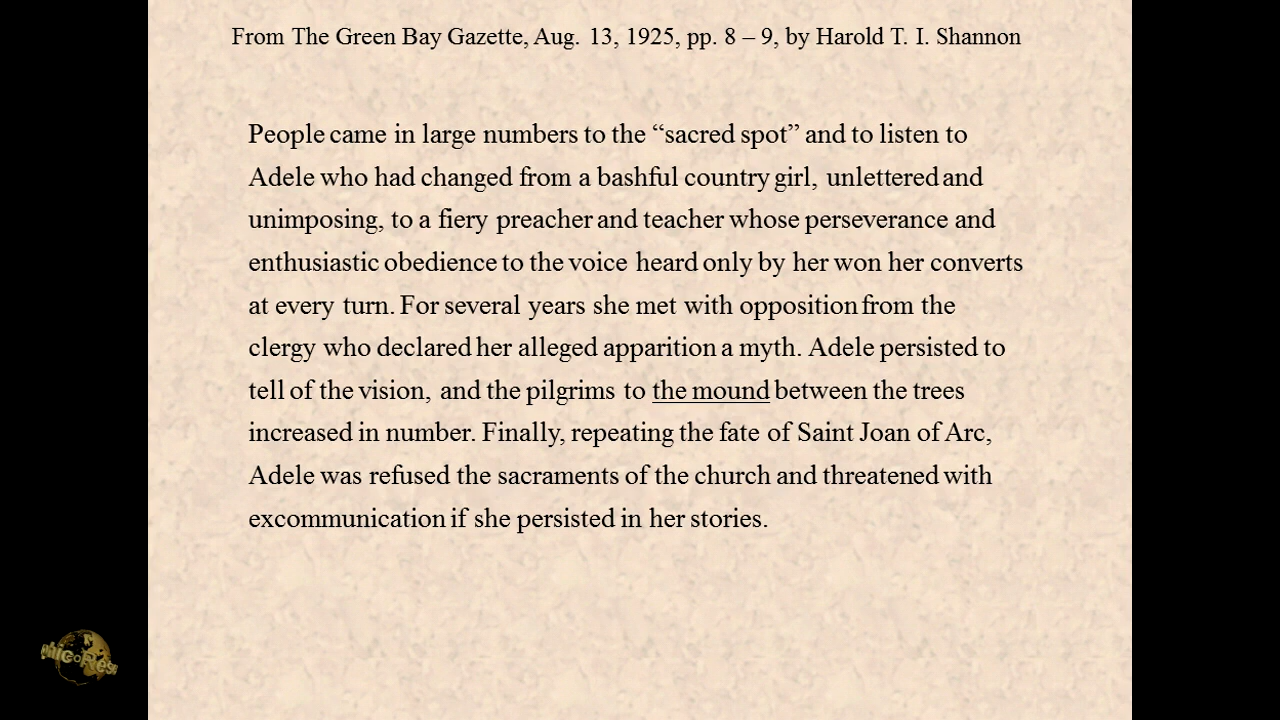 From The Green Bay Gazette, Aug. 13, 1925, pp. 8 – 9, by Harold T. I. Shannon
People came in large numbers to the “sacred spot” and to listen to
Adele who had changed from a bashful country girl, unlettered and
unimposing, to a fiery preacher and teacher whose perseverance and
enthusiastic obedience to the voice heard only by her won her converts
at every turn. For several years she met with opposition from the
clergy who declared her alleged apparition a myth. Adele persisted to
tell of the vision, and the pilgrims to the mound between the trees
increased in number. Finally, repeating the fate of Saint Joan of Arc,
Adele was refused the sacraments of the church and threatened with
excommunication if she persisted in her stories.